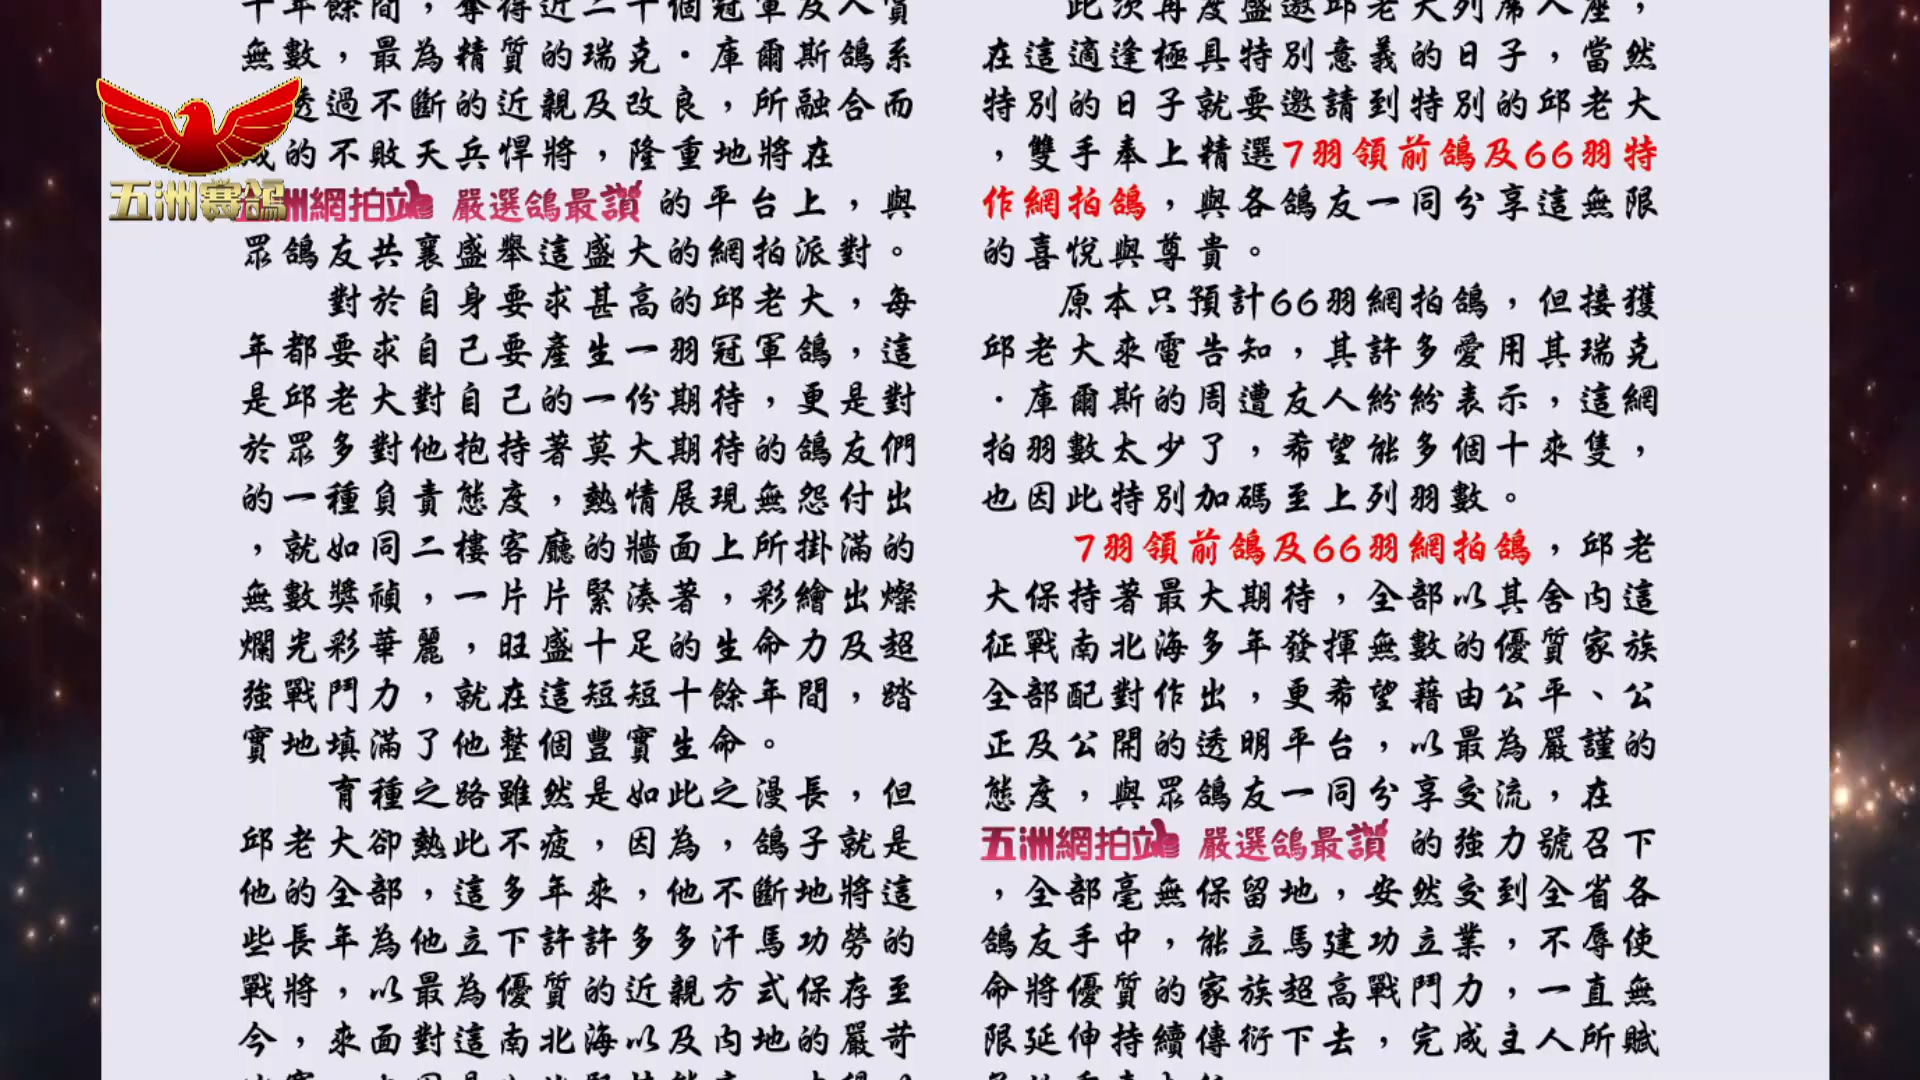 十年餘間，奪得近二十個冠軍及入賞
無數，最為精質的瑞克．庫爾斯鴿系
透過不斷的近親及改良，所融合而
成的不敗天兵悍將，隆重地將在
五洲賽鴿
洲網拍站 嚴選鴿最讚 的平台上，與
眾鴿友共襄盛舉這盛大的網拍派對。
對於自身要求甚高的邱老大，每
年都要求自己要產生一羽冠軍鴿，這
是邱老大對自己的一份期待，更是對
於眾多對他抱持著莫大期待的鴿友們
的一種負責態度，熱情展現無怨付出
，就如同二樓客廳的牆面上所掛滿的
無數獎禎，一片片緊湊著，彩繪出燦
爛光彩華麗，旺盛十足的生命力及超
強戰鬥力，就在這短短十餘年間，踏
實地填滿了他整個豐實生命。
育種之路雖然是如此之漫長，但
邱老大卻熱此不疲，因為，鴿子就是
他的全部，這多年來，他不斷地將這
些長年為他立下許許多多汗馬功勞的
戰將，以最為優質的近親方式保存至
今，來面對這南北海以及內地的嚴苛
此次再度盛邀邱老大列席入座，
在這適逢極具特別意義的日子，當然
特別的日子就要邀請到特別的邱老大
，雙手奉上精選7羽領前鴿及66羽特
作網拍鴿，與各鴿友一同分享這無限
的喜悅與尊貴。
原本只預計66羽網拍鴿，但接獲
邱老大來電告知，其許多愛用其瑞克
．庫爾斯的周遭友人紛紛表示，這網
拍羽數太少了，希望能多個十來隻，
也因此特別加碼至上列羽數。
7羽領前鴿及66羽網拍鴿，邱老
大保持著最大期待，全部以其舍內這
征戰南北海多年發揮無數的優質家族
全部配對作出，更希望藉由公平、公
正及公開的透明平台，以最為嚴謹的
態度，與眾鴿友一同分享交流，在
五洲網拍站 嚴選鴿最讚 的強力號召下
，全部毫無保留地，安然交到全省各
鴿友手中，能立馬建功立業，不辱使
命將優質的家族超高戰鬥力，一直無
限延伸持續傳衍下去，完成主人所賦